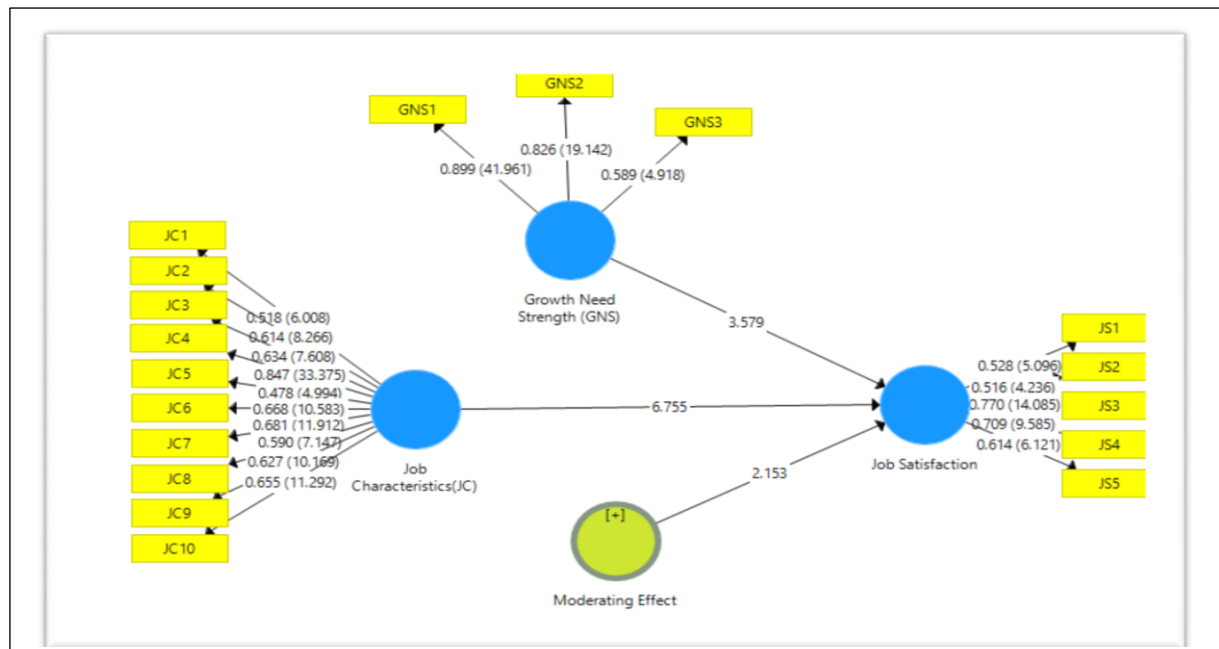 GNS2
GNS1
GNS3
0.826 (19.142)
0.899 (41.961)
0.589 (4.918)
Growth Need
Strength (GNS)
JC1
JC2
JC3
JC4
JC5
JC6
JC7
JC8
JC9
JC10
0.518 (6.008)
0.614 (8.266)
0.634 (7.608)
0.847 (33.375)
0.478 (4.994)
0.668 (10.583)
0.681 (11.912)
0.590 (7.147)
0.627 (10.169)
0.655 (11.292)
Job
Characteristics(JC)
3.579
6.755
2.153
[+]
Moderating Effect
Job Satisfaction
0.528 (5.096)
0.516 (4.236)
0.770 (14.085)
0.709 (9.585)
0.614 (6.121)
JS1
JS2
JS3
JS4
JS5